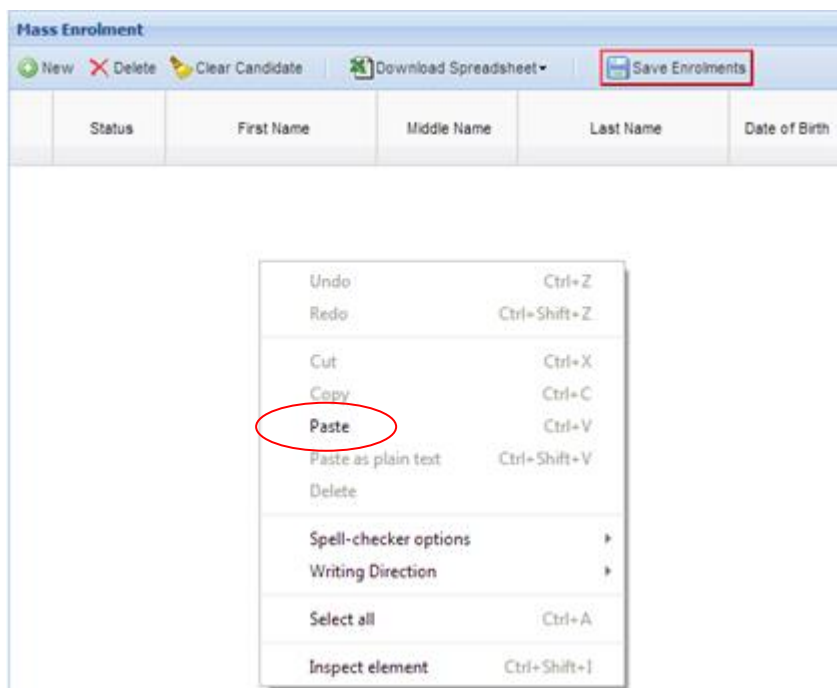 Mass Enrolment
New Delete Clear Candidate Download Spreadsheet Save Enrolments
Status First Name Middle Name Last Name Date of Birth
Undo Ctrl+Z
Redo Ctrl+Shift+Z
Cut Ctrl+X
Copy Ctrl+C
Paste Ctrl+V
Paste as plain text Ctrl+Shift+V
Delete
Spell-checker options
Writing Direction
Select all Ctrl+A
Inspect element Ctrl+Shift+I